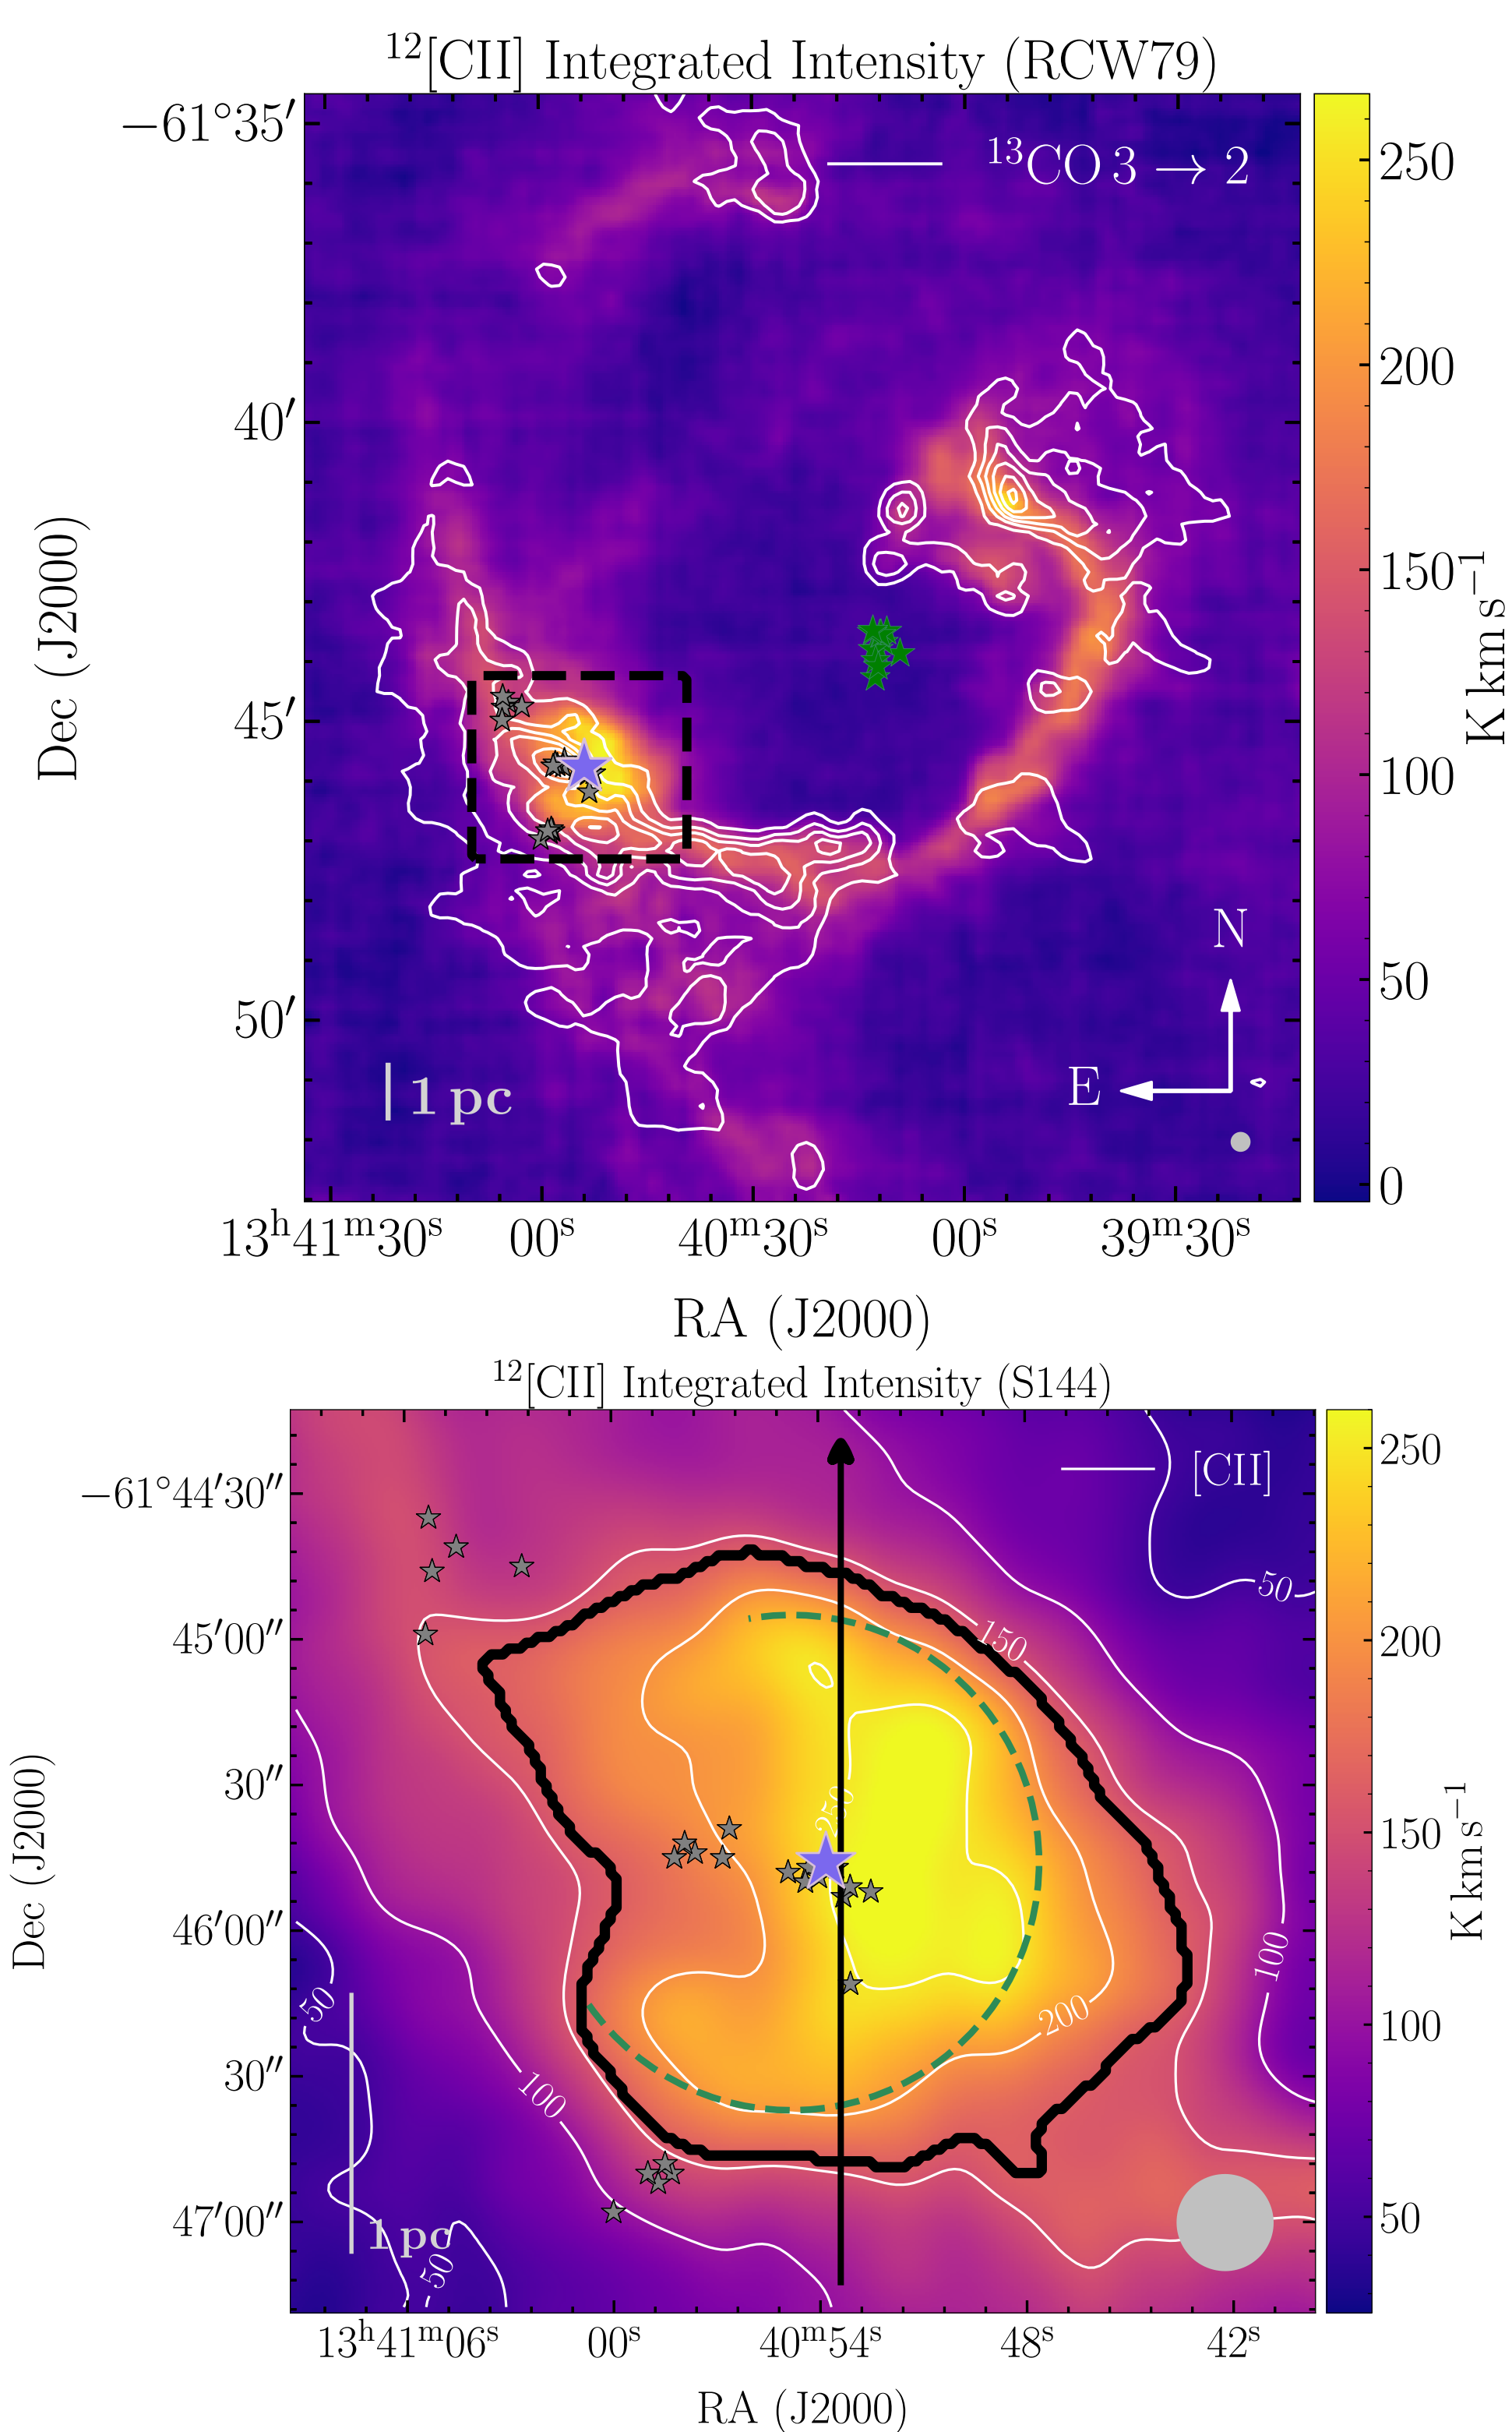 ¹²[CII] Integrated Intensity (RCW79)
¹³CO 3 → 2
−61°35′
40′
45′
50′
Dec (J2000)
N
E
1 pc
13ʰ41ᵐ30ˢ 00ˢ 40ᵐ30ˢ 00ˢ 39ᵐ30ˢ
RA (J2000)
250
200
150
100
50
0
K km s⁻¹
¹²[CII] Integrated Intensity (S144)
[CII]
−61°44′30″
45′00″
30″
46′00″
30″
47′00″
Dec (J2000)
50
150
250
100
200
50
100
50
1 pc
13ʰ41ᵐ06ˢ 00ˢ 40ᵐ54ˢ 48ˢ 42ˢ
RA (J2000)
250
200
150
100
50
K km s⁻¹